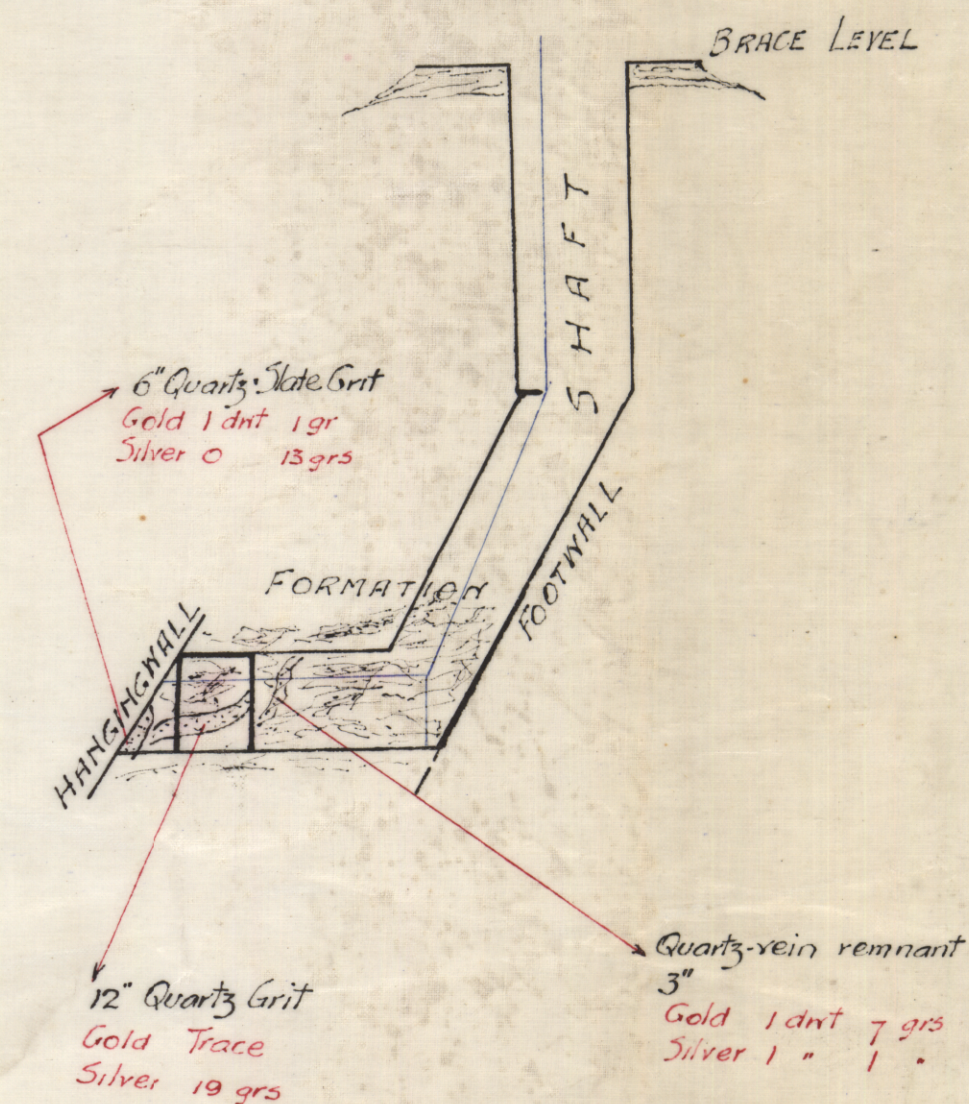 BRACE LEVEL
SHAFT
6" Quartz·Slate Grit
Gold 1 dwt 1 gr
Silver 0 13 grs
FORMATION
FOOTWALL
HANGINGWALL
12" Quartz Grit
Gold Trace
Silver 19 grs
Quartz-vein remnant
3"
Gold 1 dwt 7 grs
Silver 1 " 1 "